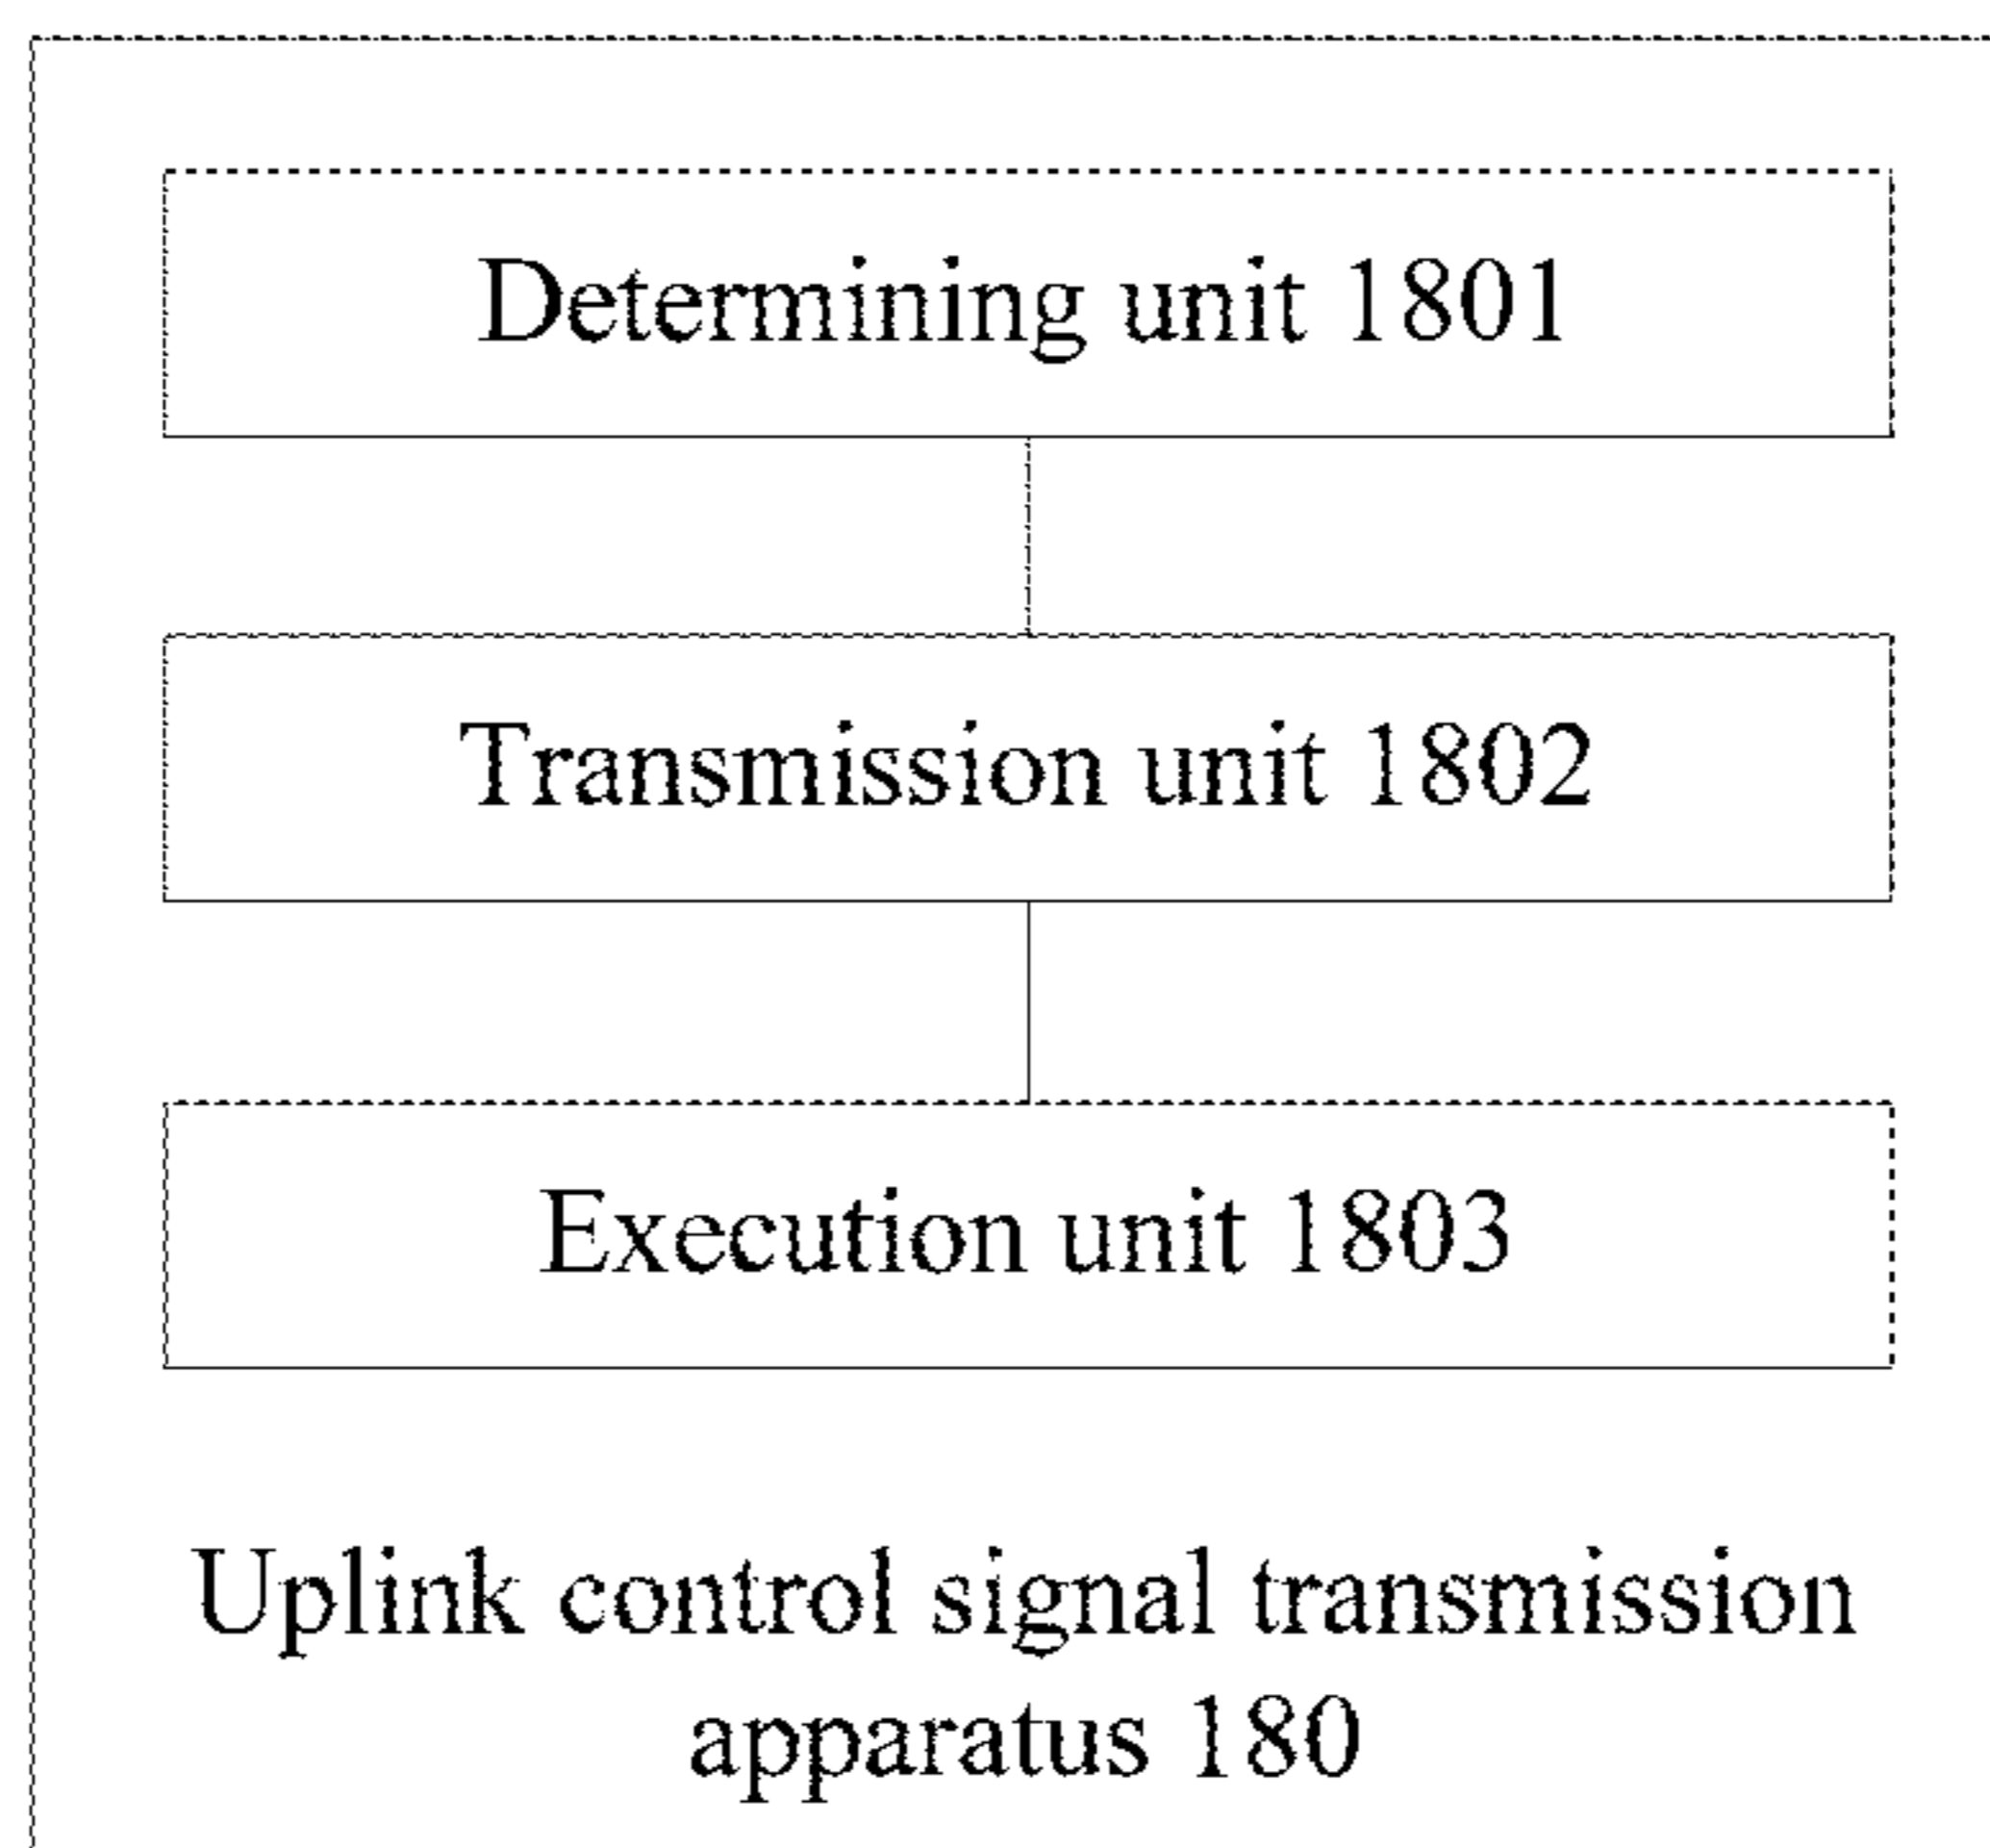 Determining unit 1801
Transmission unit 1802
Execution unit 1803
Uplink control signal transmission
apparatus 180